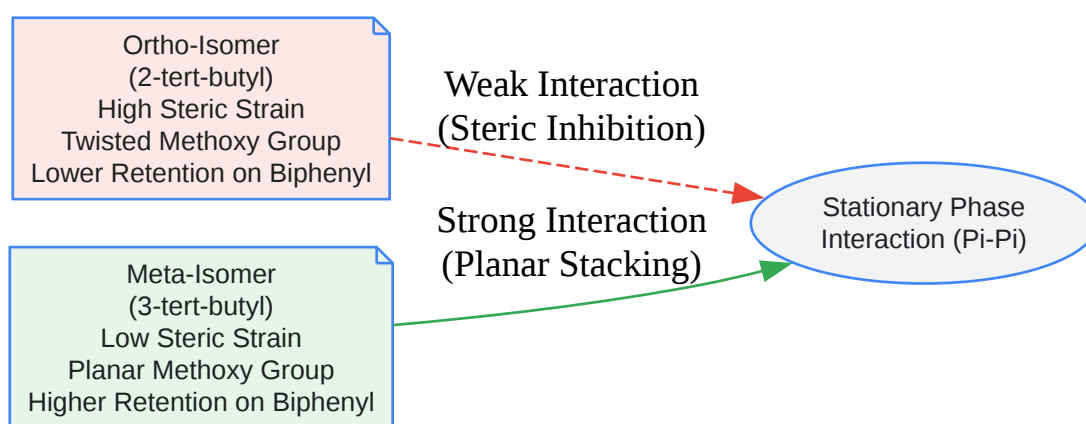 Ortho-Isomer
(2-tert-butyl)
High Steric Strain
Twisted Methoxy Group
Lower Retention on Biphenyl
Weak Interaction
(Steric Inhibition)
Stationary Phase
Interaction (Pi-Pi)
Strong Interaction
(Planar Stacking)
Meta-Isomer
(3-tert-butyl)
Low Steric Strain
Planar Methoxy Group
Higher Retention on Biphenyl